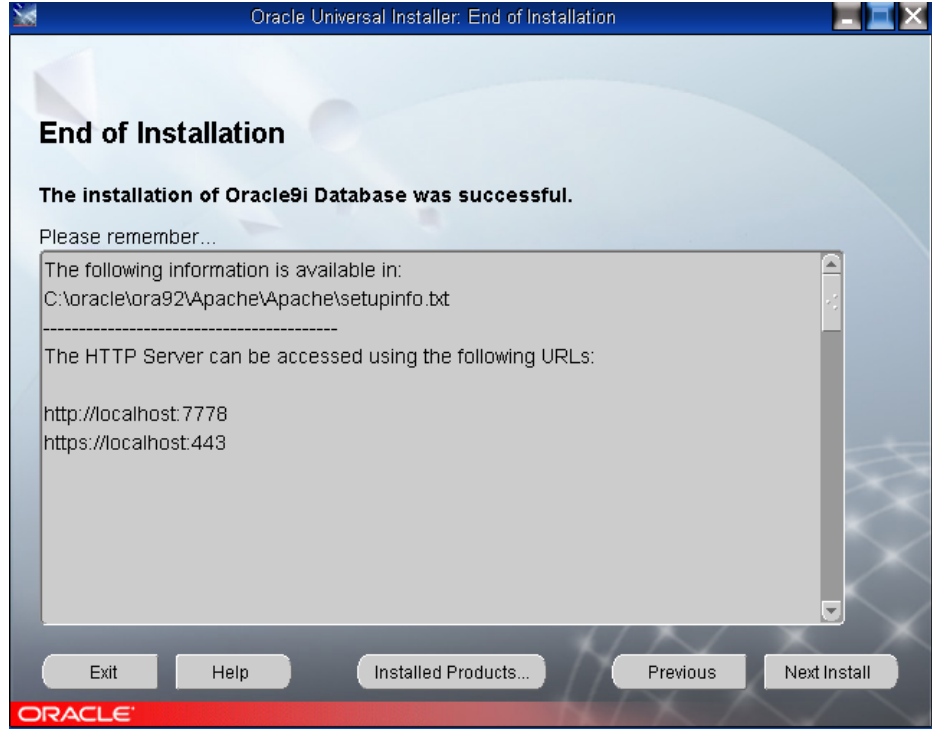 Oracle Universal Installer: End of Installation
End of Installation
The installation of Oracle9i Database was successful.
Please remember...
The following information is available in:
C:\oracle\ora92\Apache\Apache\setupinfo.txt
-----------------------------------------
The HTTP Server can be accessed using the following URLs:
http://localhost:7778
https://localhost:443
Exit Help Installed Products... Previous Next Install
ORACLE